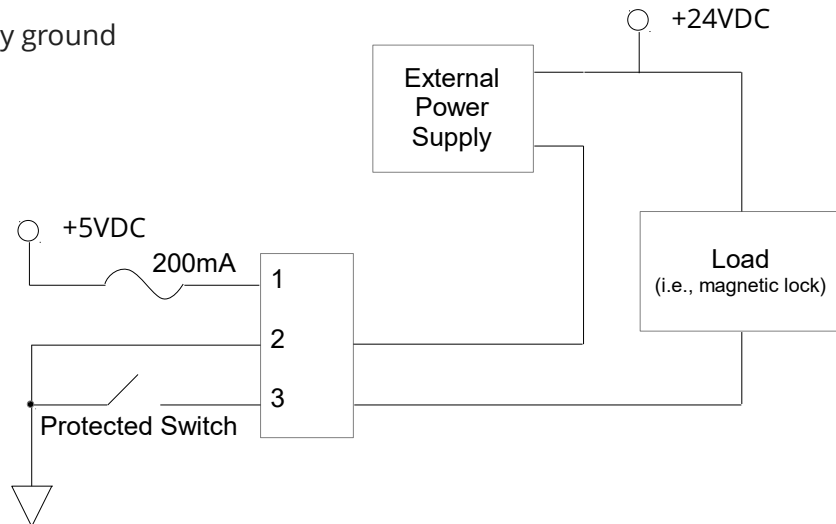 y ground
+24VDC
External
Power
Supply
+5VDC
200mA
1
Load
(i.e., magnetic lock)
2
3
Protected Switch